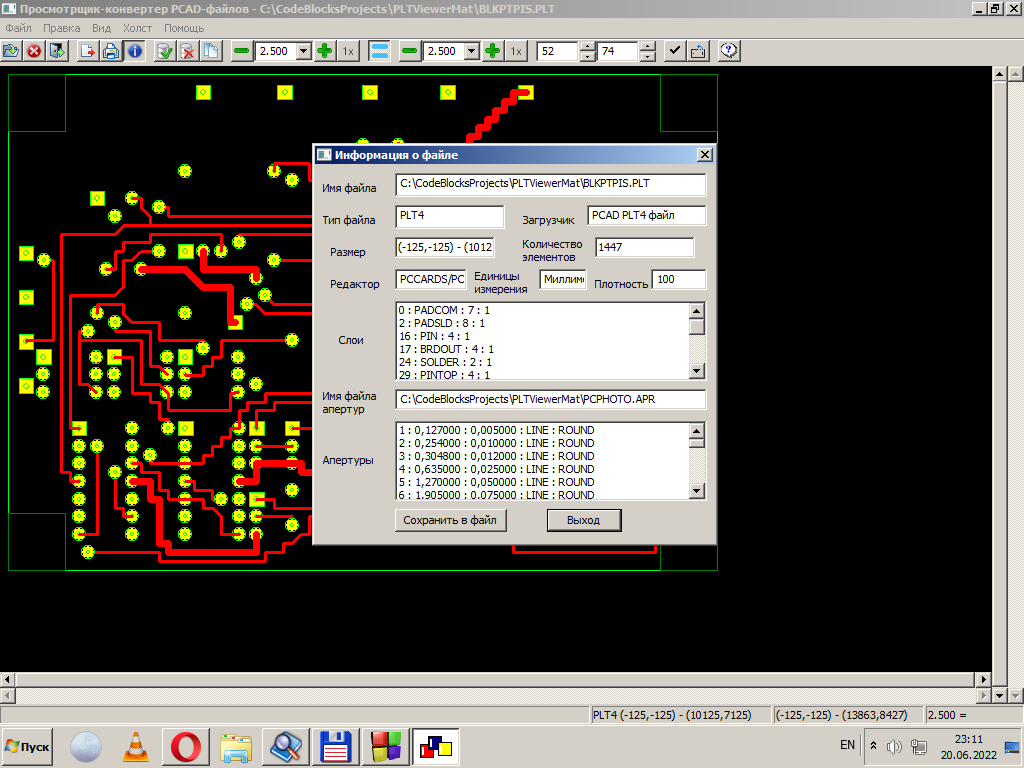 Просмотрщик-конвертер PCAD-файлов - C:\CodeBlocksProjects\PLTViewerMat\BLKPTPIS.PLT
Файл Правка Вид Холст Помощь
2.500 1x 2.500 1x 52 74
Информация о файле
Имя файла C:\CodeBlocksProjects\PLTViewerMat\BLKPTPIS.PLT
Тип файла PLT4 Загрузчик PCAD PLT4 файл
Размер (-125,-125) - (1012 Количество элементов 1447
Редактор PCCARDS/PC Единицы измерения Миллим Плотность 100
Слои
0 : PADCOM : 7 : 1
2 : PADSLD : 8 : 1
16 : PIN : 4 : 1
17 : BRDOUT : 4 : 1
24 : SOLDER : 2 : 1
29 : PINTOP : 4 : 1
Имя файла апертур C:\CodeBlocksProjects\PLTViewerMat\PCPHOTO.APR
Апертуры
1 : 0,127000 : 0,005000 : LINE : ROUND
2 : 0,254000 : 0,010000 : LINE : ROUND
3 : 0,304800 : 0,012000 : LINE : ROUND
4 : 0,635000 : 0,025000 : LINE : ROUND
5 : 1,270000 : 0,050000 : LINE : ROUND
6 : 1,905000 : 0,075000 : LINE : ROUND
Сохранить в файл Выход
PLT4 (-125,-125) - (10125,7125) (-125,-125) - (13863,8427) 2.500 =
Пуск EN 23:11
20.06.2022